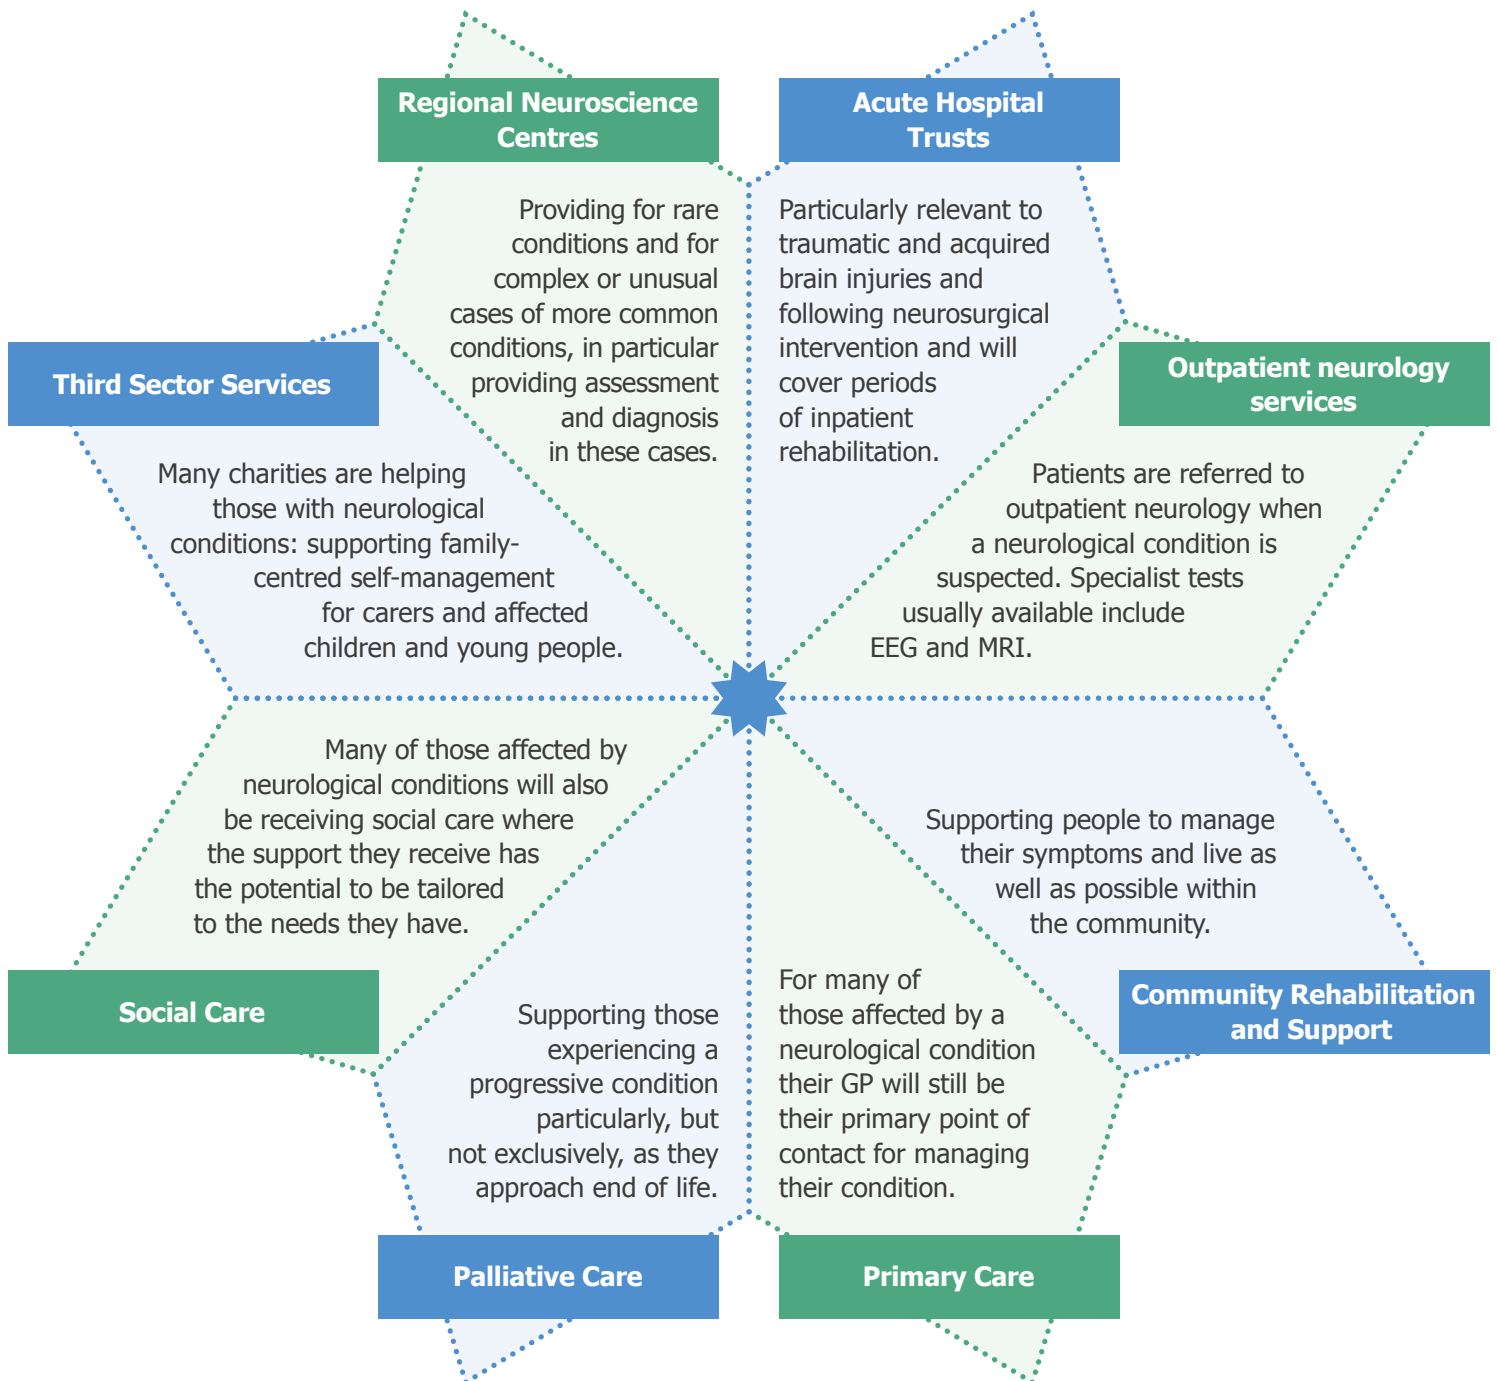 Regional Neuroscience
Centres
Providing for rare
conditions and for
complex or unusual
cases of more common
conditions, in particular
providing assessment
and diagnosis
in these cases.
Acute Hospital
Trusts
Particularly relevant to
traumatic and acquired
brain injuries and
following neurosurgical
intervention and will
cover periods
of inpatient
rehabilitation.
Third Sector Services
Many charities are helping
those with neurological
conditions: supporting family-
centred self-management
for carers and affected
children and young people.
Outpatient neurology
services
Patients are referred to
outpatient neurology when
a neurological condition is
suspected. Specialist tests
usually available include
EEG and MRI.
Many of those affected by
neurological conditions will also
be receiving social care where
the support they receive has
the potential to be tailored
to the needs they have.
Social Care
Supporting people to manage
their symptoms and live as
well as possible within
the community.
Community Rehabilitation
and Support
Supporting those
experiencing a
progressive condition
particularly, but
not exclusively, as they
approach end of life.
Palliative Care
For many of
those affected by a
neurological condition
their GP will still be
their primary point of
contact for managing
their condition.
Primary Care